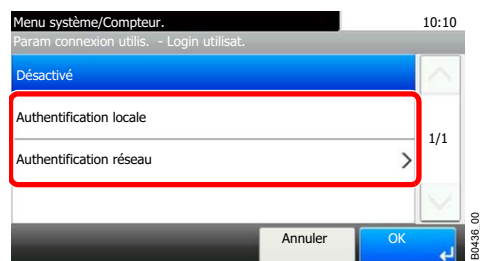 Menu système/Compteur. 10:10
Param connexion utilis. - Login utilisat.
Désactivé
Authentification locale
1/1
Authentification réseau
Annuler OK
B0436_00